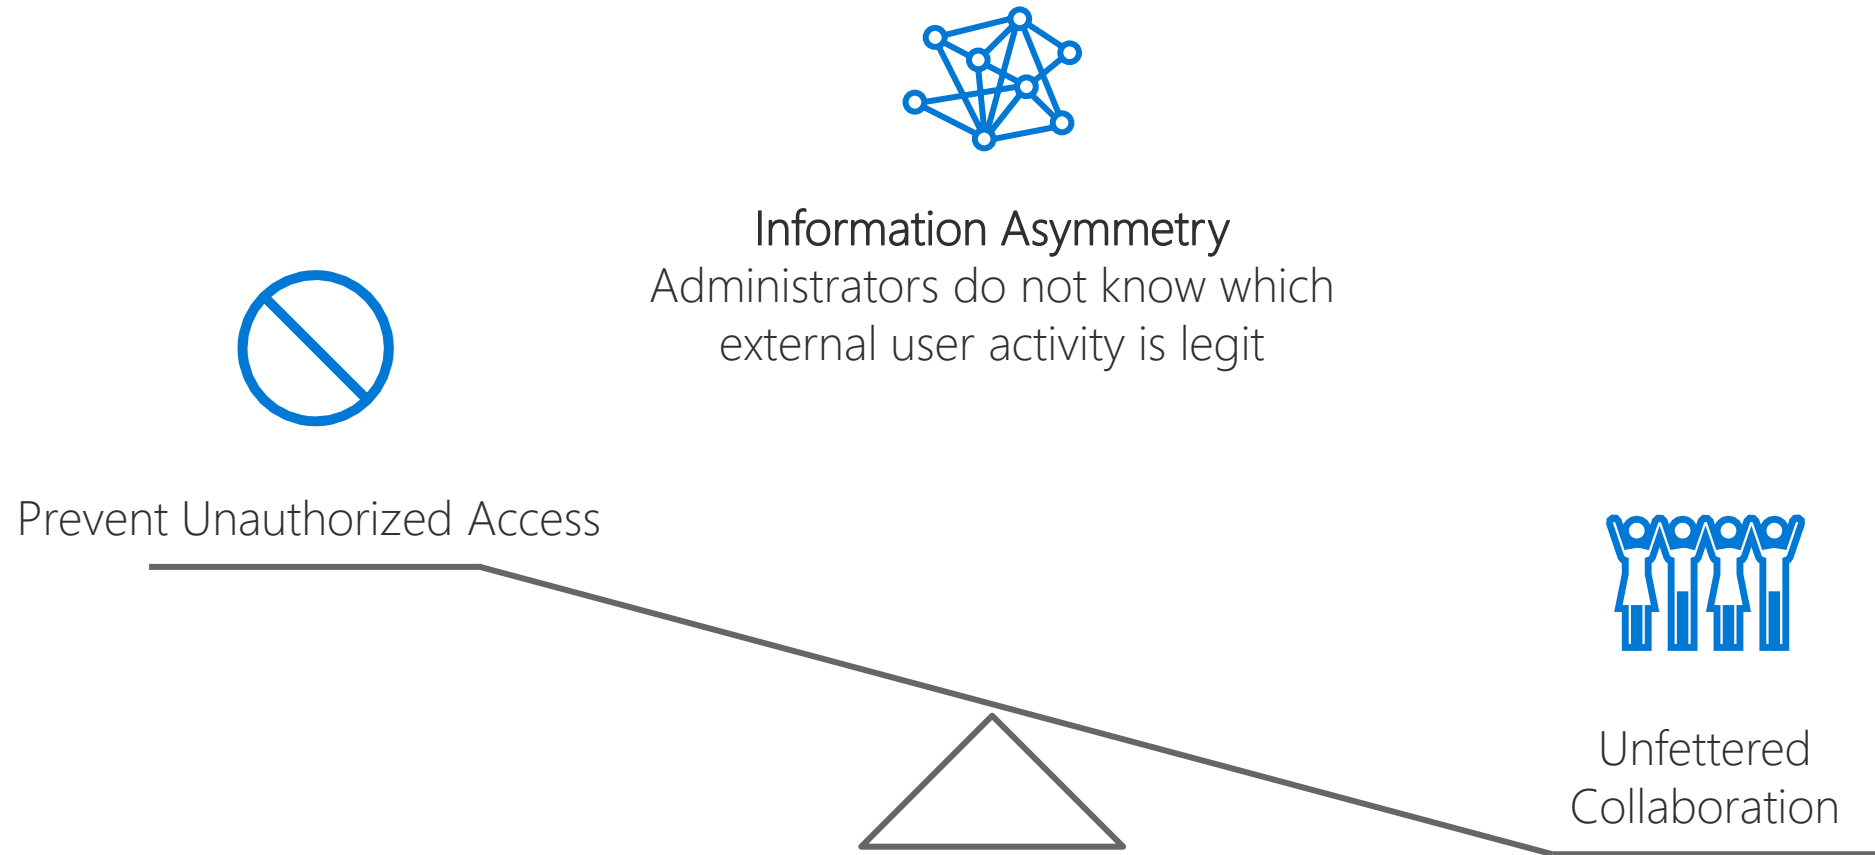 Information Asymmetry
Administrators do not know which
external user activity is legit
Prevent Unauthorized Access
Unfettered
Collaboration